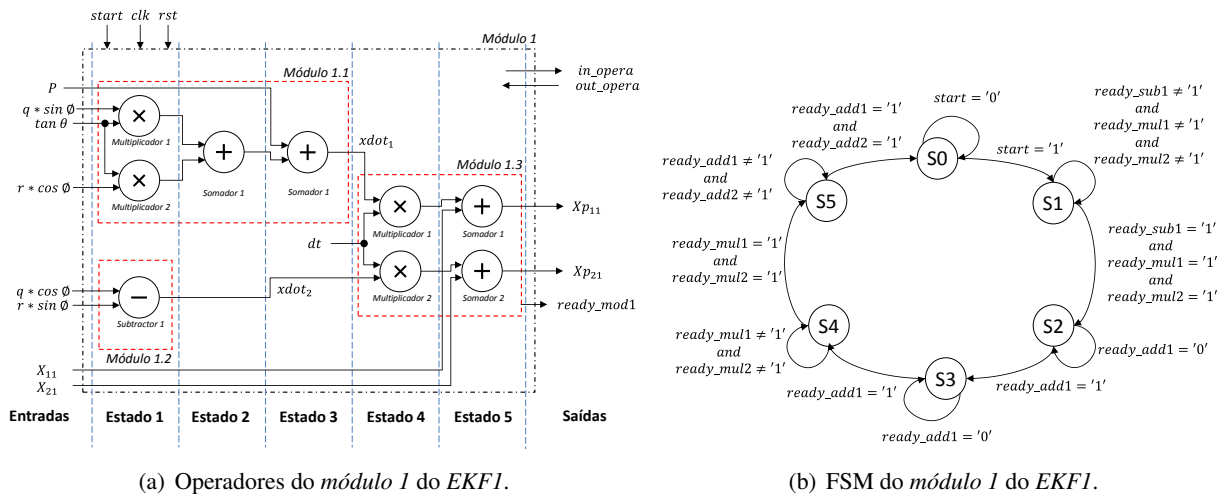 start clk rst
Módulo 1
Módulo 1.1
in_opera
out_opera
P
q * sin ∅
tan θ
×
Multiplicador 1
+
Somador 1
+
Somador 1
xdot₁
r * cos ∅
×
Multiplicador 2
Módulo 1.3
×
Multiplicador 1
+
Somador 1
Xp₁₁
dt
×
Multiplicador 2
+
Somador 2
Xp₂₁
q * cos ∅
r * sin ∅
−
Subtractor 1
xdot₂
ready_mod1
Módulo 1.2
X₁₁
X₂₁
Entradas Estado 1 Estado 2 Estado 3 Estado 4 Estado 5 Saídas
(a) Operadores do módulo 1 do EKF1.
start = '0'
ready_add1 = '1'
and
ready_add2 = '1'
ready_sub1 ≠ '1'
and
ready_mul1 ≠ '1'
and
ready_mul2 ≠ '1'
S0
start = '1'
ready_add1 ≠ '1'
and
ready_add2 ≠ '1'
S5
S1
ready_mul1 = '1'
and
ready_mul2 = '1'
ready_sub1 = '1'
and
ready_mul1 = '1'
and
ready_mul2 = '1'
S4
S2
ready_mul1 ≠ '1'
and
ready_mul2 ≠ '1'
ready_add1 = '0'
S3
ready_add1 = '1'
ready_add1 = '1'
ready_add1 = '0'
(b) FSM do módulo 1 do EKF1.